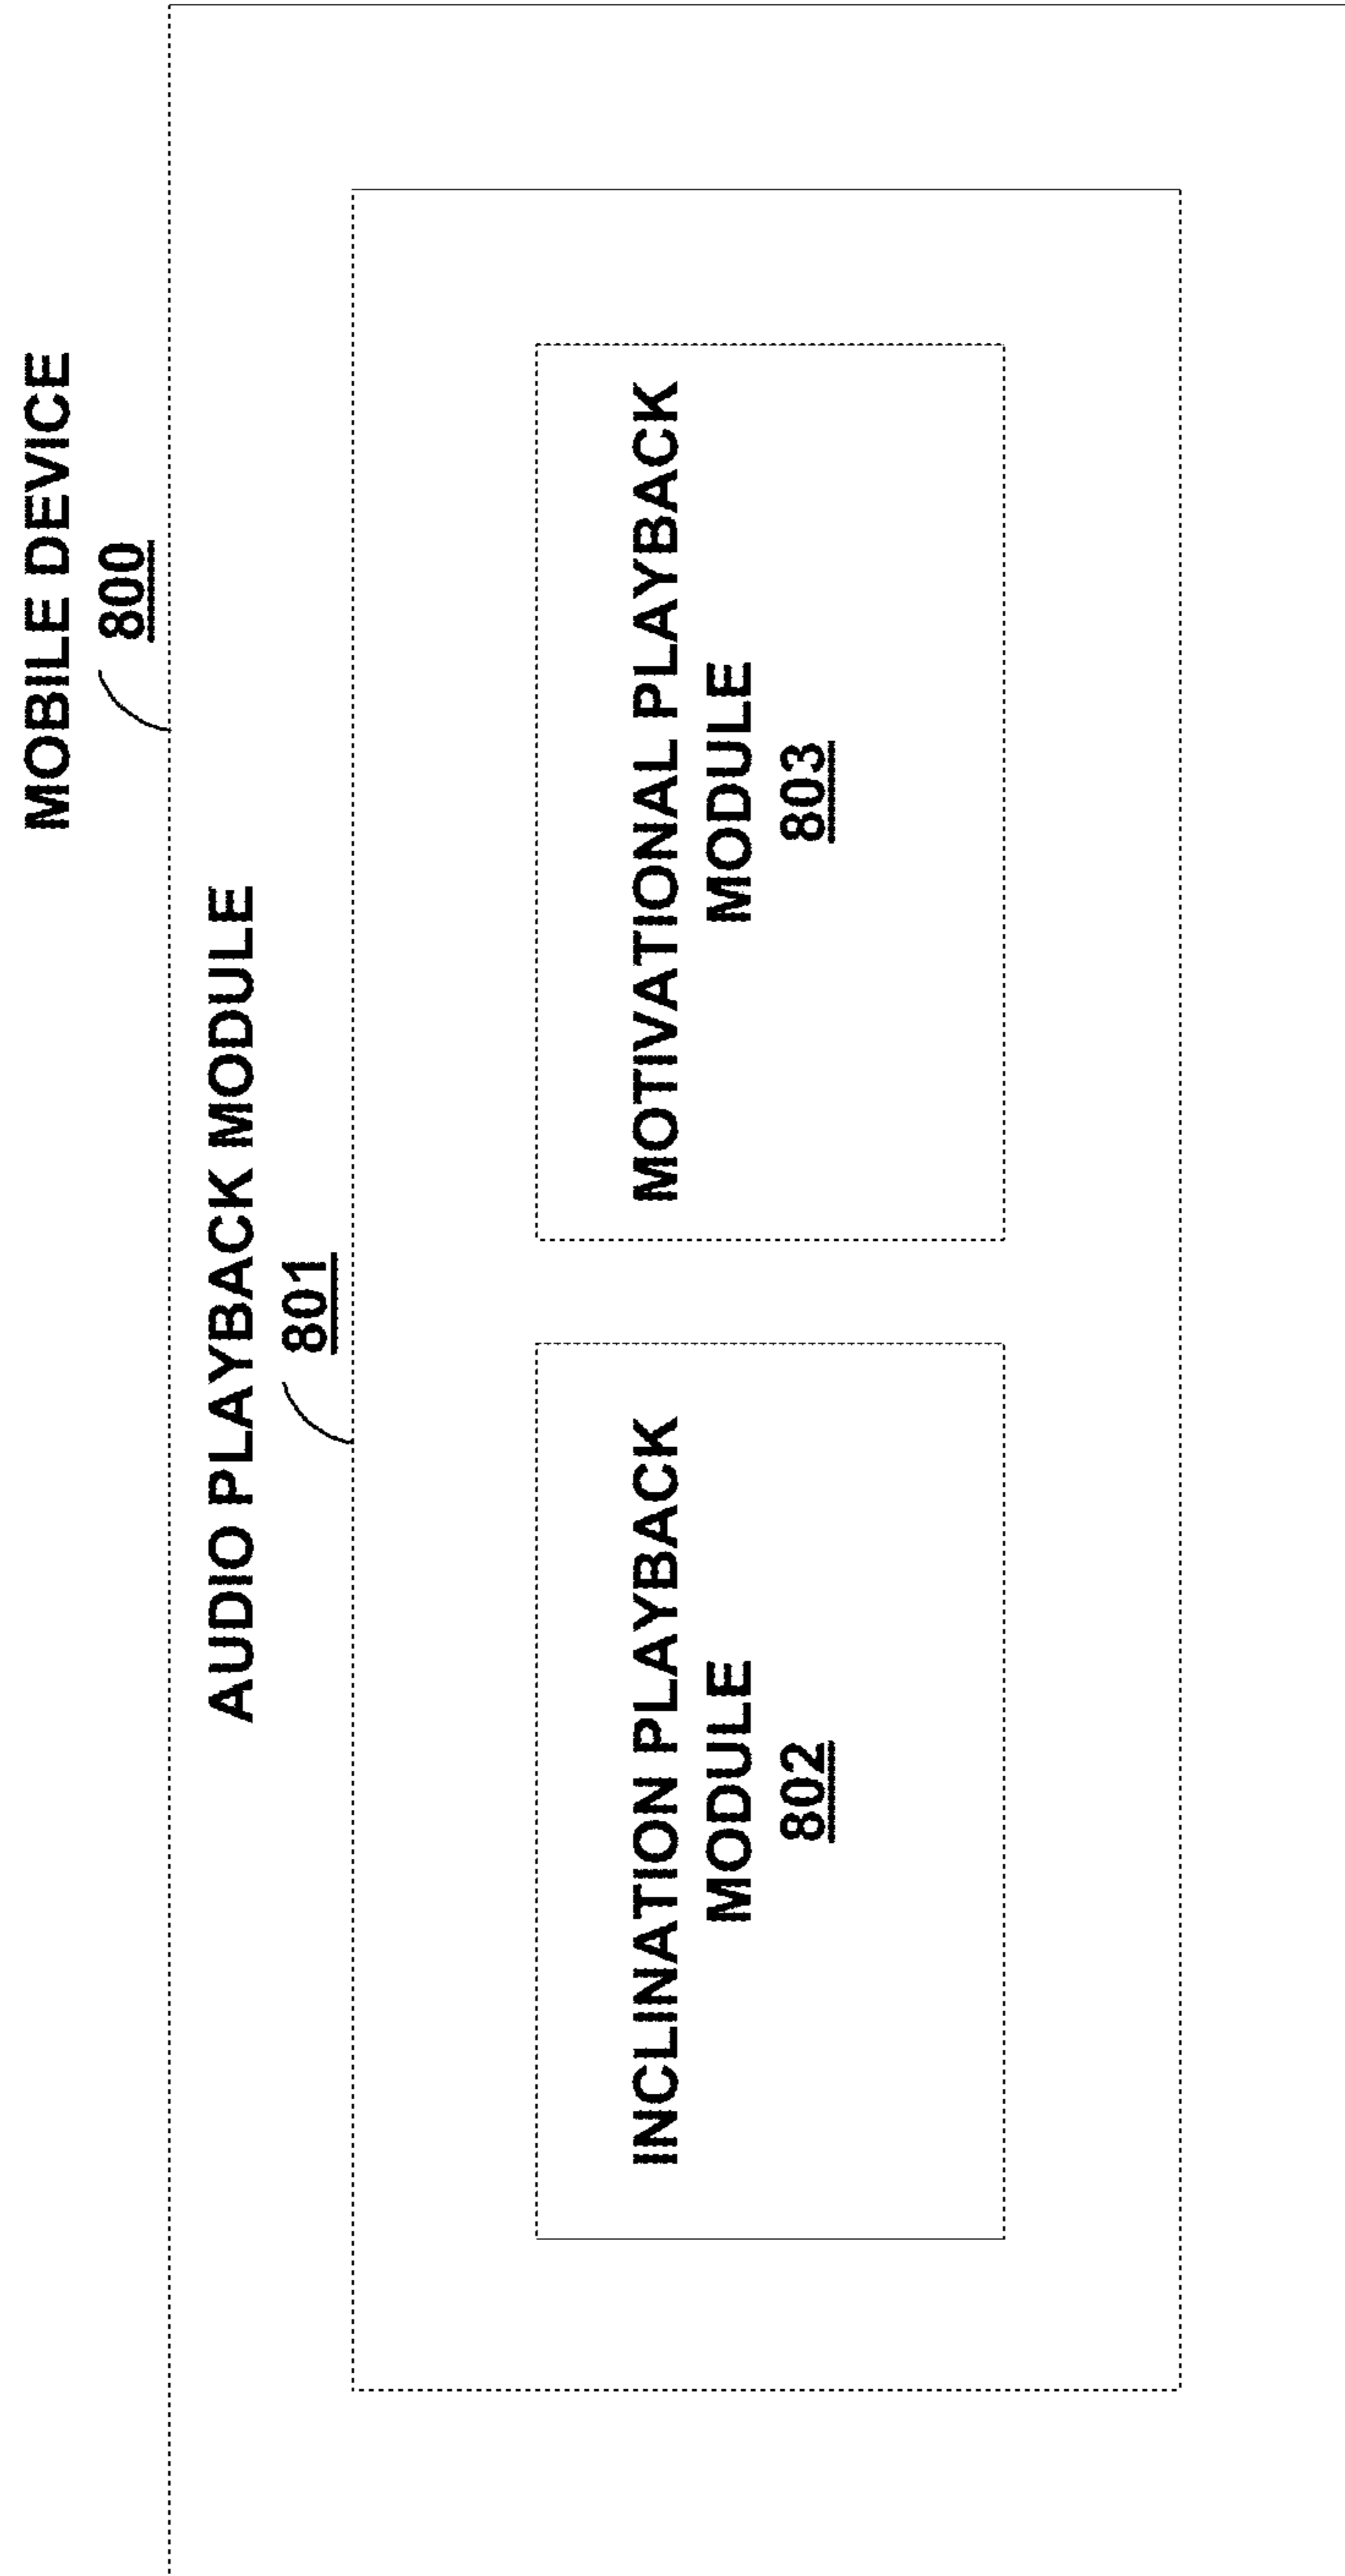 MOBILE DEVICE
800
AUDIO PLAYBACK MODULE
801
INCLINATION PLAYBACK
MODULE
802
MOTIVATIONAL PLAYBACK
MODULE
803